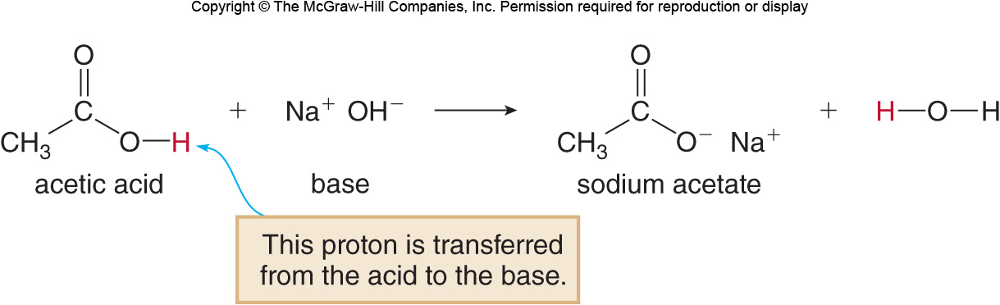 Copyright © The McGraw-Hill Companies, Inc. Permission required for reproduction or display
O
C
CH₃
O—H
acetic acid
+
Na⁺ OH⁻
base
O
C
CH₃
O⁻ Na⁺
sodium acetate
+
H—O—H
This proton is transferred
from the acid to the base.